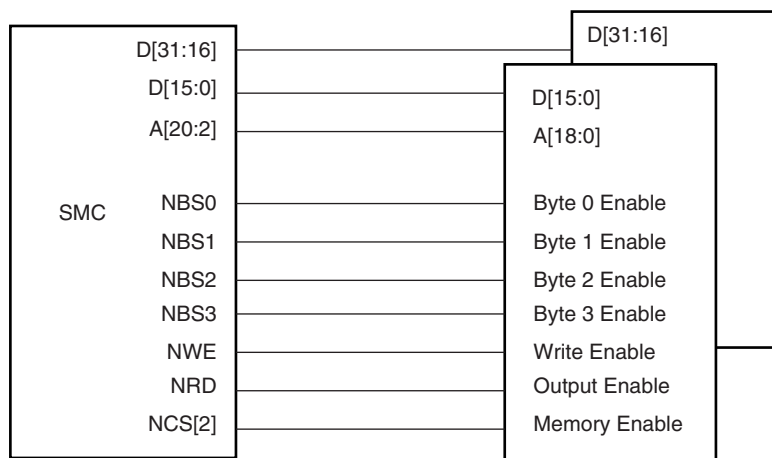 D[31:16] D[31:16]
D[15:0] D[15:0]
A[20:2] A[18:0]
SMC
NBS0 Byte 0 Enable
NBS1 Byte 1 Enable
NBS2 Byte 2 Enable
NBS3 Byte 3 Enable
NWE Write Enable
NRD Output Enable
NCS[2] Memory Enable